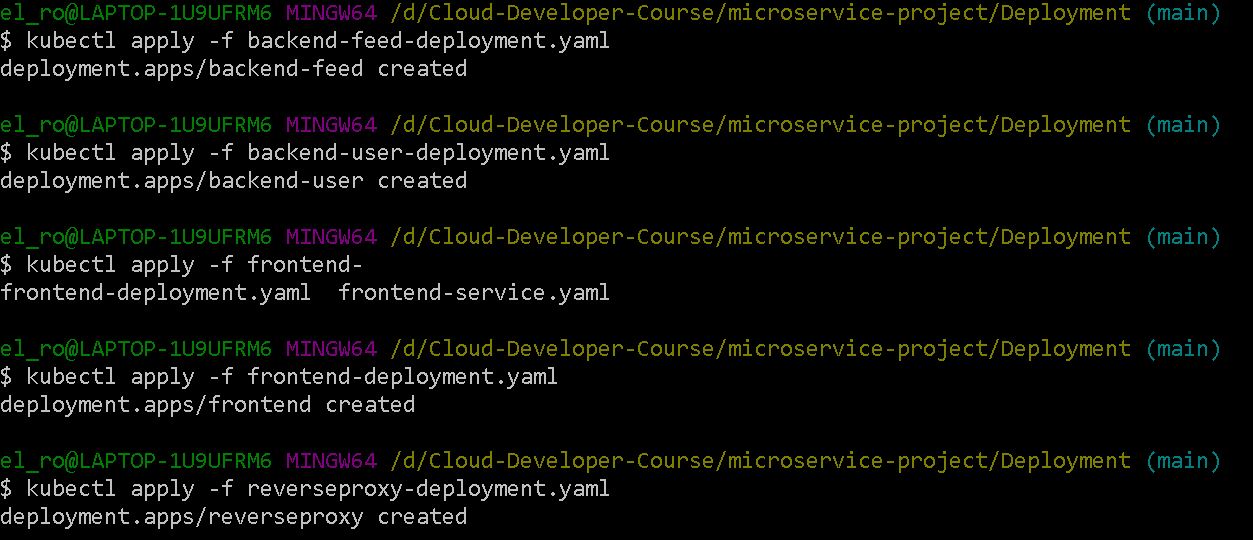 el_ro@LAPTOP-1U9UFRM6 MINGW64 /d/Cloud-Developer-Course/microservice-project/Deployment (main)
$ kubectl apply -f backend-feed-deployment.yaml
deployment.apps/backend-feed created
el_ro@LAPTOP-1U9UFRM6 MINGW64 /d/Cloud-Developer-Course/microservice-project/Deployment (main)
$ kubectl apply -f backend-user-deployment.yaml
deployment.apps/backend-user created
el_ro@LAPTOP-1U9UFRM6 MINGW64 /d/Cloud-Developer-Course/microservice-project/Deployment (main)
$ kubectl apply -f frontend-
frontend-deployment.yaml  frontend-service.yaml
el_ro@LAPTOP-1U9UFRM6 MINGW64 /d/Cloud-Developer-Course/microservice-project/Deployment (main)
$ kubectl apply -f frontend-deployment.yaml
deployment.apps/frontend created
el_ro@LAPTOP-1U9UFRM6 MINGW64 /d/Cloud-Developer-Course/microservice-project/Deployment (main)
$ kubectl apply -f reverseproxy-deployment.yaml
deployment.apps/reverseproxy created